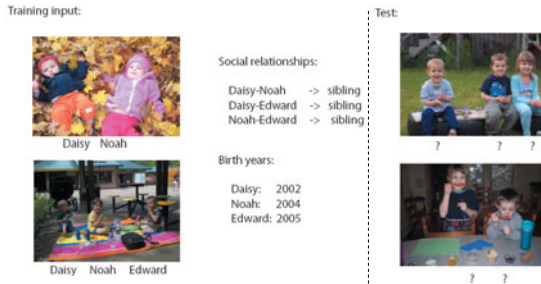 Training input:
Daisy Noah
Daisy Noah Edward
Social relationships:
Daisy-Noah -> sibling
Daisy-Edward -> sibling
Noah-Edward -> sibling
Birth years:
Daisy: 2002
Noah: 2004
Edward: 2005
Test:
? ? ?
? ?